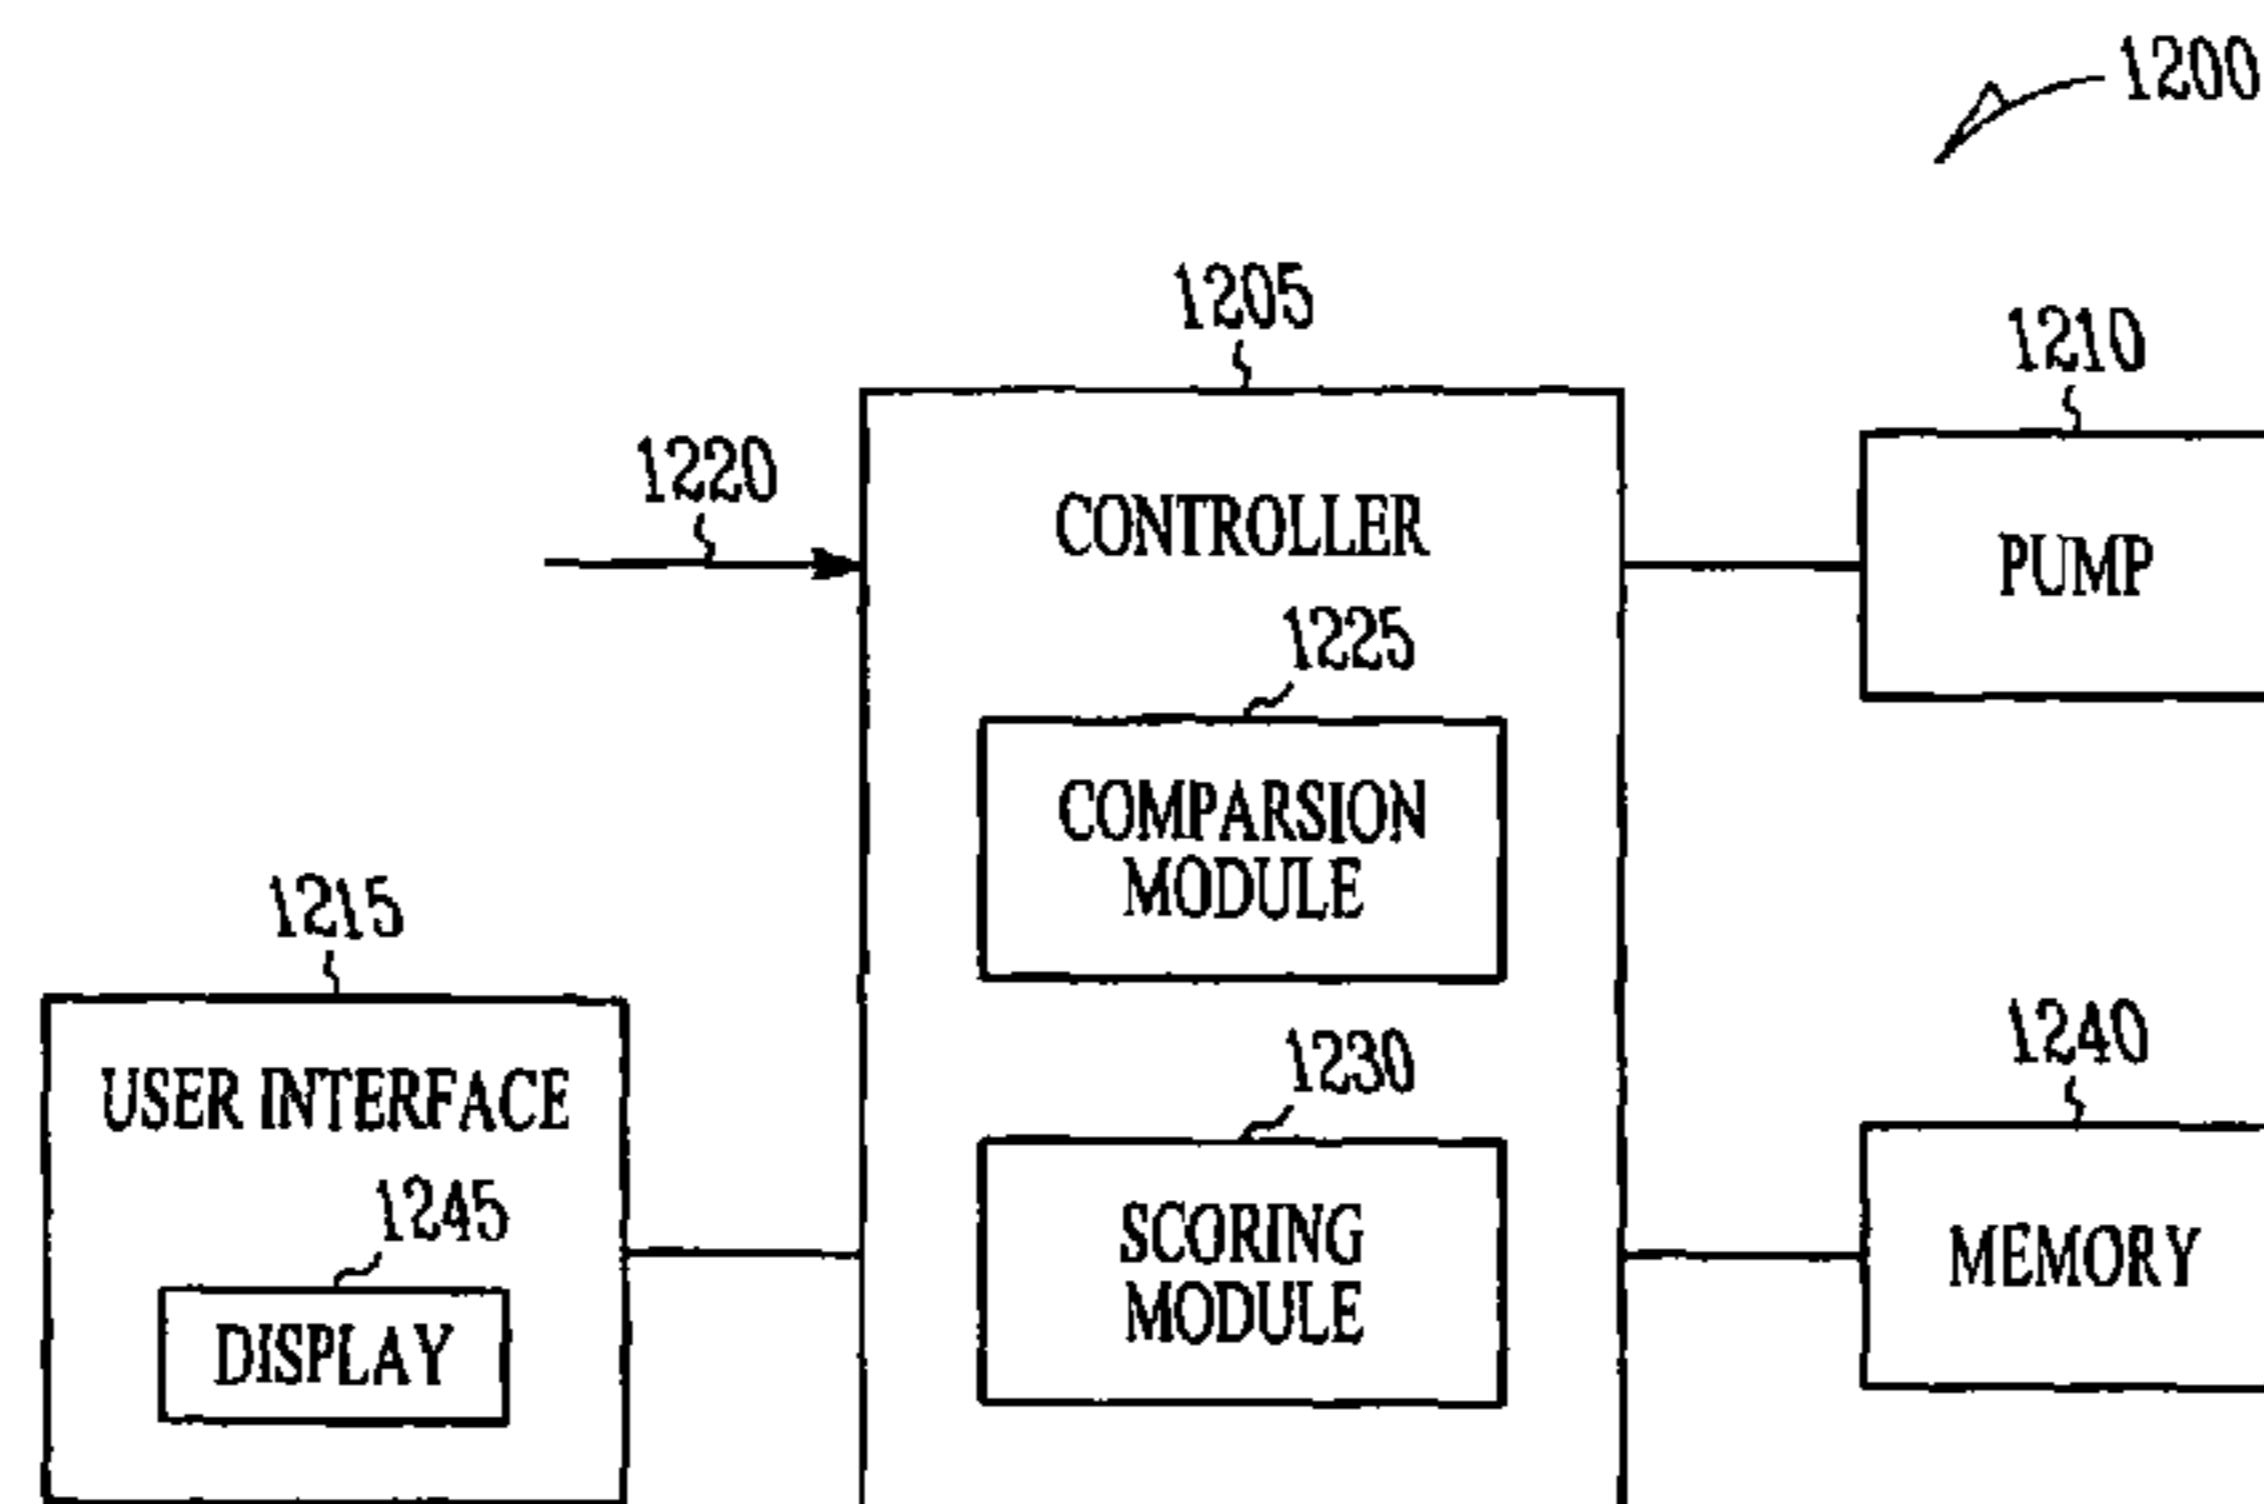 1200
1205
1210
1220
CONTROLLER
PUMP
1225
COMPARSION
MODULE
1215
USER INTERFACE
1230
1240
1245
SCORING
MODULE
MEMORY
DISPLAY